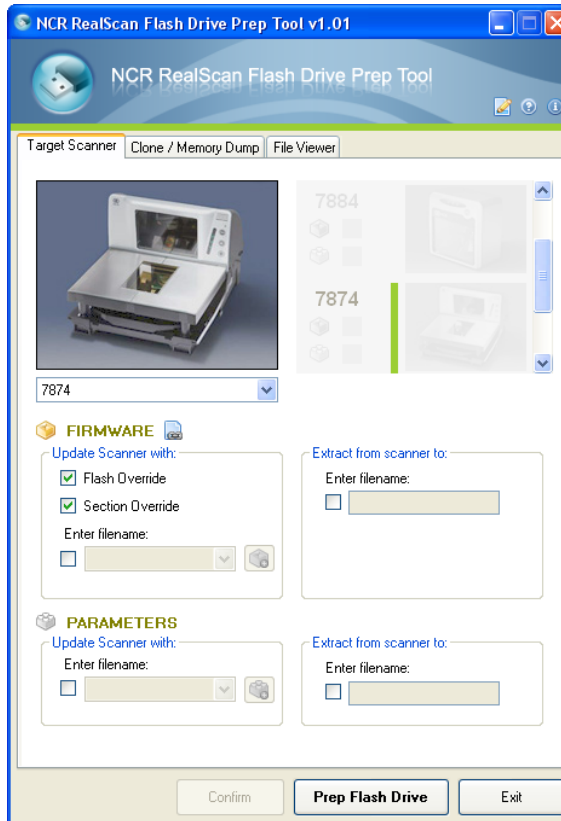 NCR RealScan Flash Drive Prep Tool v1.01
NCR RealScan Flash Drive Prep Tool
Target Scanner
Clone / Memory Dump
File Viewer
7884
7874
7874
FIRMWARE
Update Scanner with:
Extract from scanner to:
Flash Override
Enter filename:
Section Override
Enter filename:
PARAMETERS
Update Scanner with:
Extract from scanner to:
Enter filename:
Enter filename:
Confirm
Prep Flash Drive
Exit